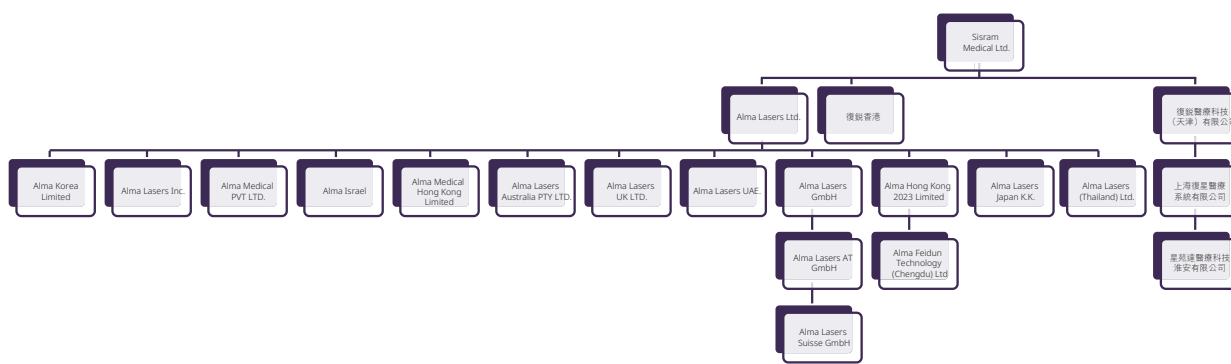 Sisram
Medical Ltd.
Alma Lasers Ltd.
復銳香港
復銳醫療科技
（天津）有限公
Alma Korea
Limited
Alma Lasers Inc.
Alma Medical
PVT LTD.
Alma Israel
Alma Medical
Hong Kong
Limited
Alma Lasers
Australia PTY LTD.
Alma Lasers
UK LTD.
Alma Lasers UAE.
Alma Lasers
GmbH
Alma Hong Kong
2023 Limited
Alma Lasers
Japan K.K.
Alma Lasers
(Thailand) Ltd.
上海復星醫療
系統有限公司
Alma Lasers AT
GmbH
Alma Feidun
Technology
(Chengdu) Ltd
星苑達醫療科技
淮安有限公司
Alma Lasers
Suisse GmbH